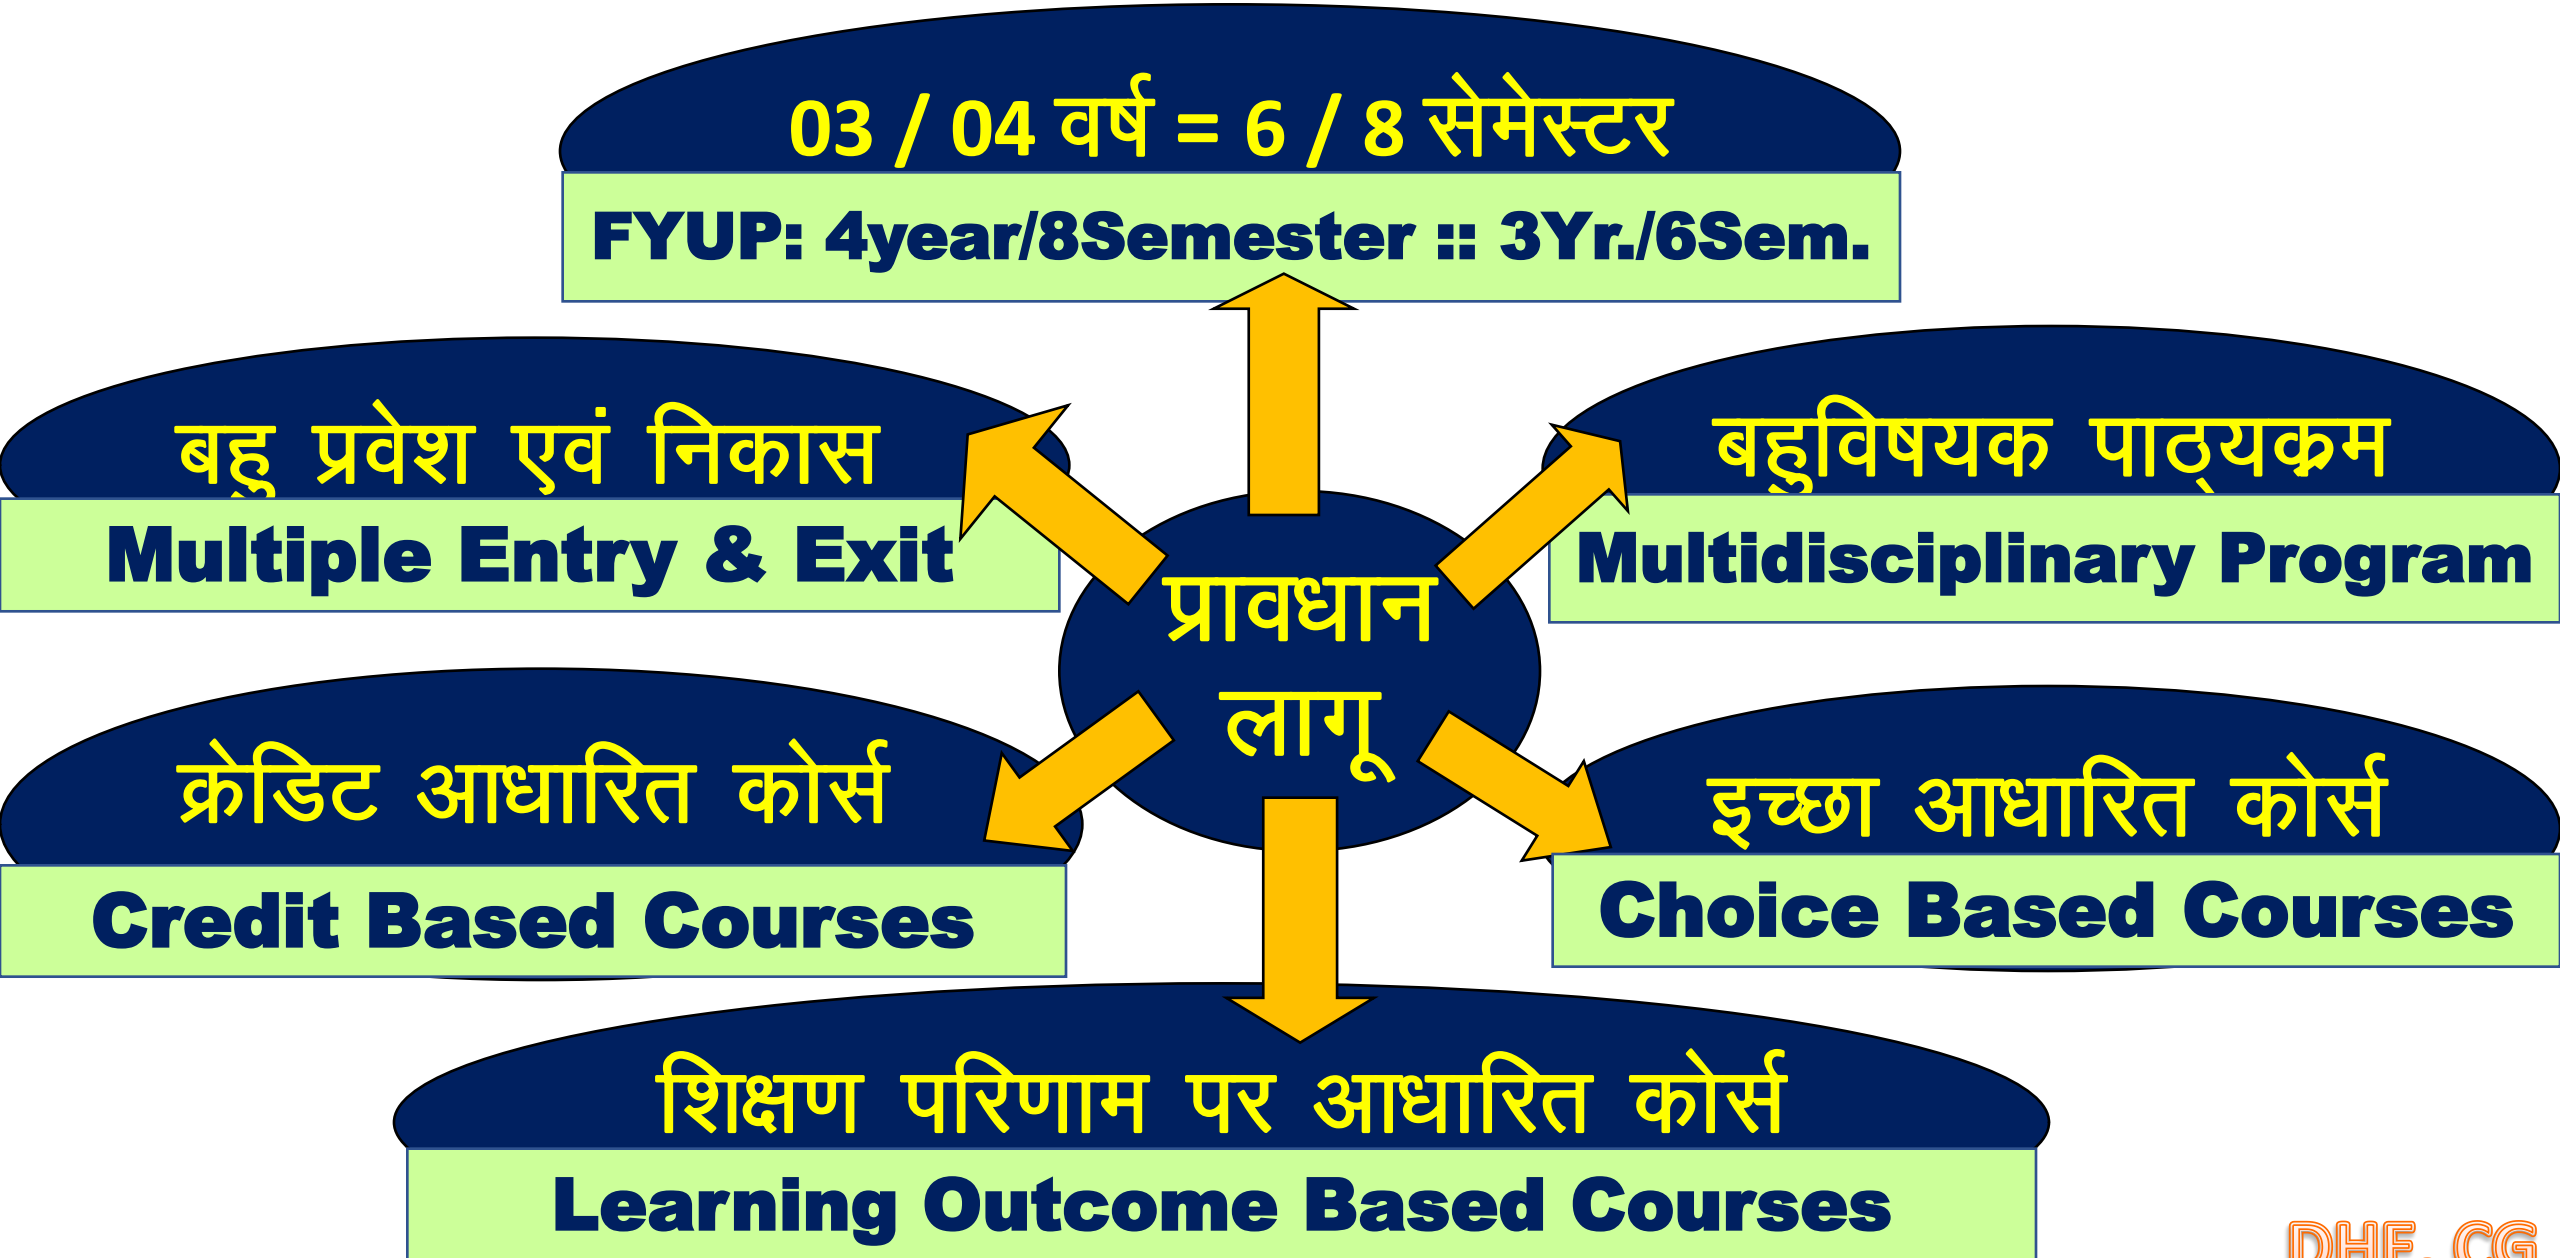 03 / 04 वर्ष = 6 / 8 सेमेस्टर
FYUP: 4year/8Semester :: 3Yr./6Sem.
बहु प्रवेश एवं निकास
Multiple Entry & Exit
बहुविषयक पाठ्यक्रम
Multidisciplinary Program
प्रावधान
लागू
क्रेडिट आधारित कोर्स
Credit Based Courses
इच्छा आधारित कोर्स
Choice Based Courses
शिक्षण परिणाम पर आधारित कोर्स
Learning Outcome Based Courses
DHE, CG